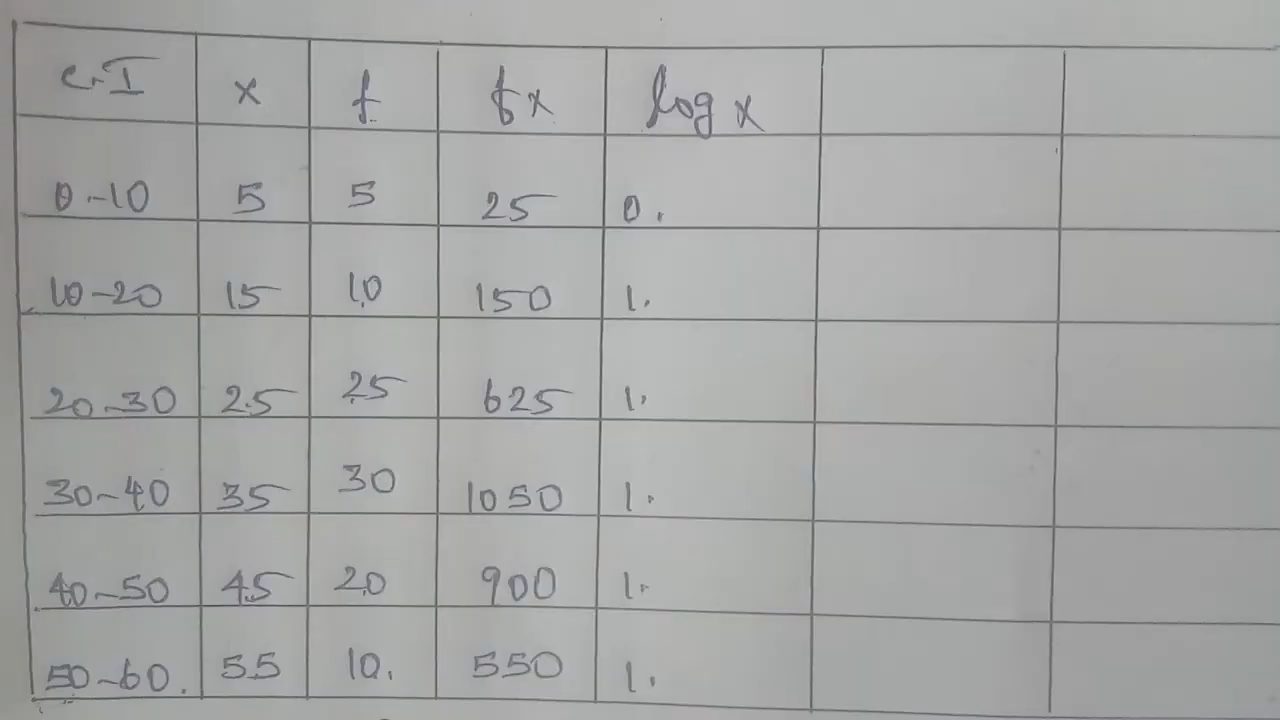 C.I x f fx log x
0-10 5 5 25 0.
10-20 15 10 150 1.
20-30 25 25 625 1.
30-40 35 30 1050 1.
40-50 45 20 900 1.
50-60. 55 10. 550 1.